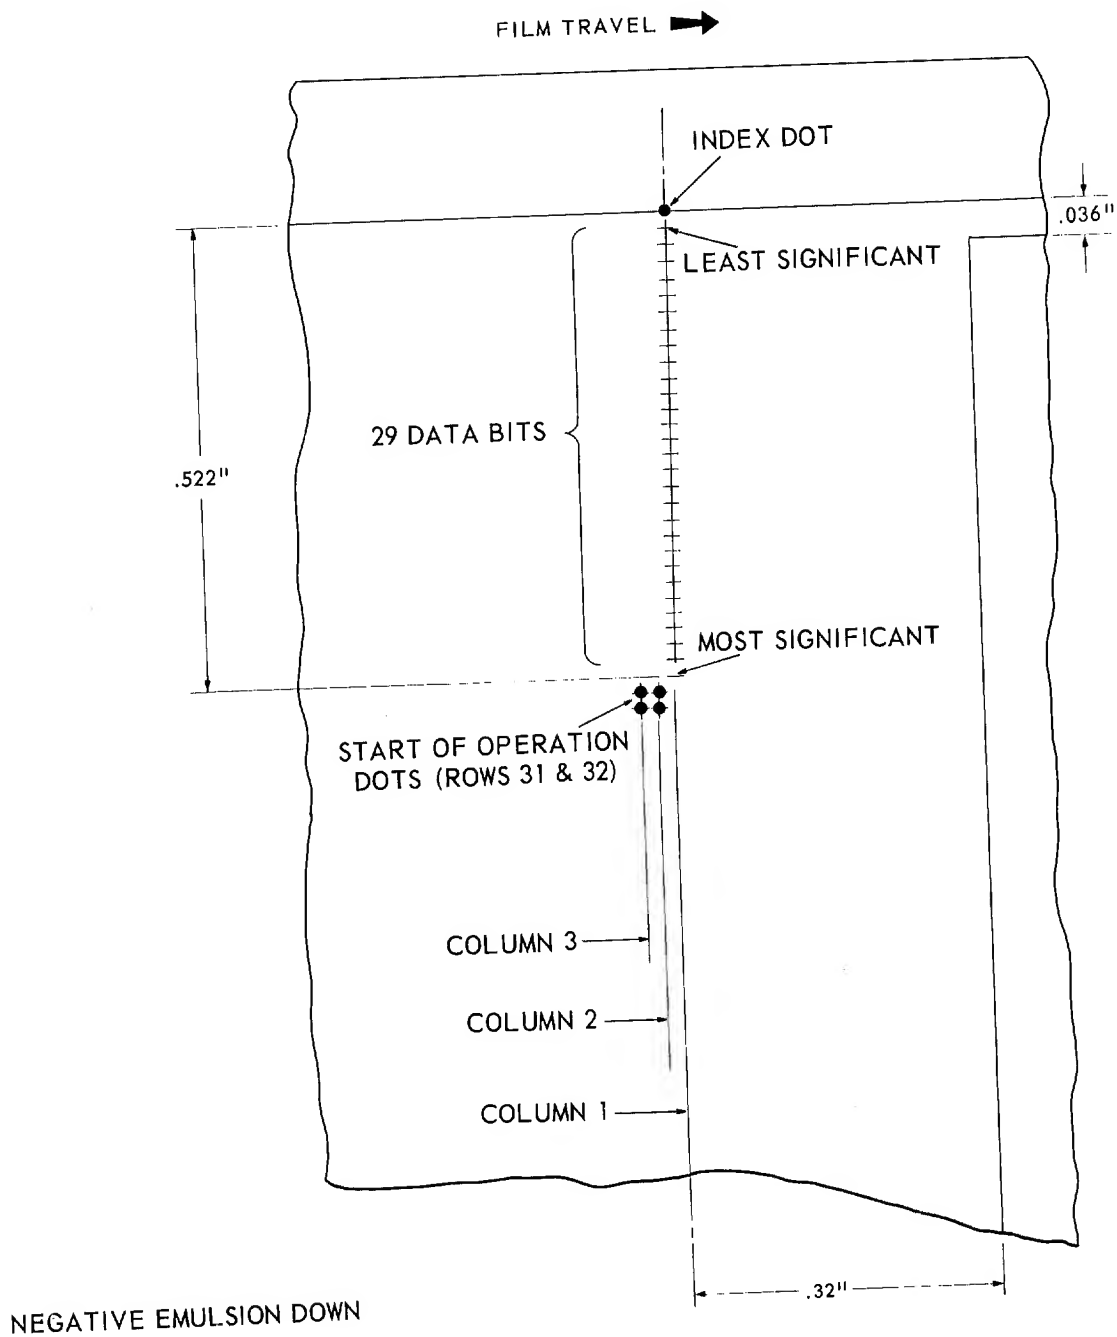 FILM TRAVEL
INDEX DOT
.036"
LEAST SIGNIFICANT
29 DATA BITS
.522"
MOST SIGNIFICANT
START OF OPERATION
DOTS (ROWS 31 & 32)
COLUMN 3
COLUMN 2
COLUMN 1
.32"
NEGATIVE EMULSION DOWN